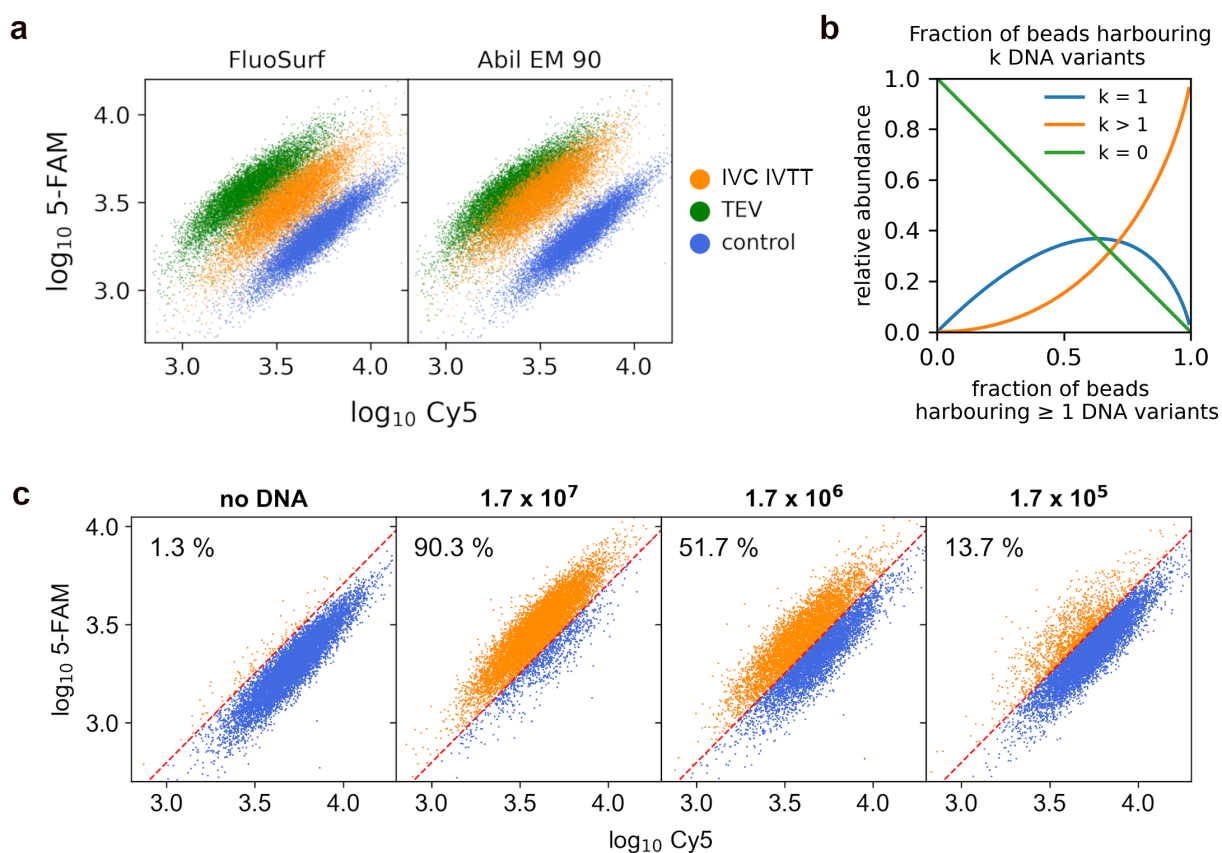 a
FluoSurf
Abil EM 90
log10 5-FAM
4.0
3.5
3.0
3.0 3.5 4.0 3.0 3.5 4.0
log10 Cy5
IVC IVTT
TEV
control
b
Fraction of beads harbouring
k DNA variants
relative abundance
1.0
0.8
0.6
0.4
0.2
0.0
k = 1
k > 1
k = 0
0.0 0.5 1.0
fraction of beads
harbouring ≥ 1 DNA variants
c
no DNA
1.7 x 10⁷
1.7 x 10⁶
1.7 x 10⁵
log10 5-FAM
4.0
3.5
3.0
1.3 %
90.3 %
51.7 %
13.7 %
3.0 3.5 4.0 3.0 3.5 4.0 3.0 3.5 4.0 3.0 3.5 4.0
log10 Cy5